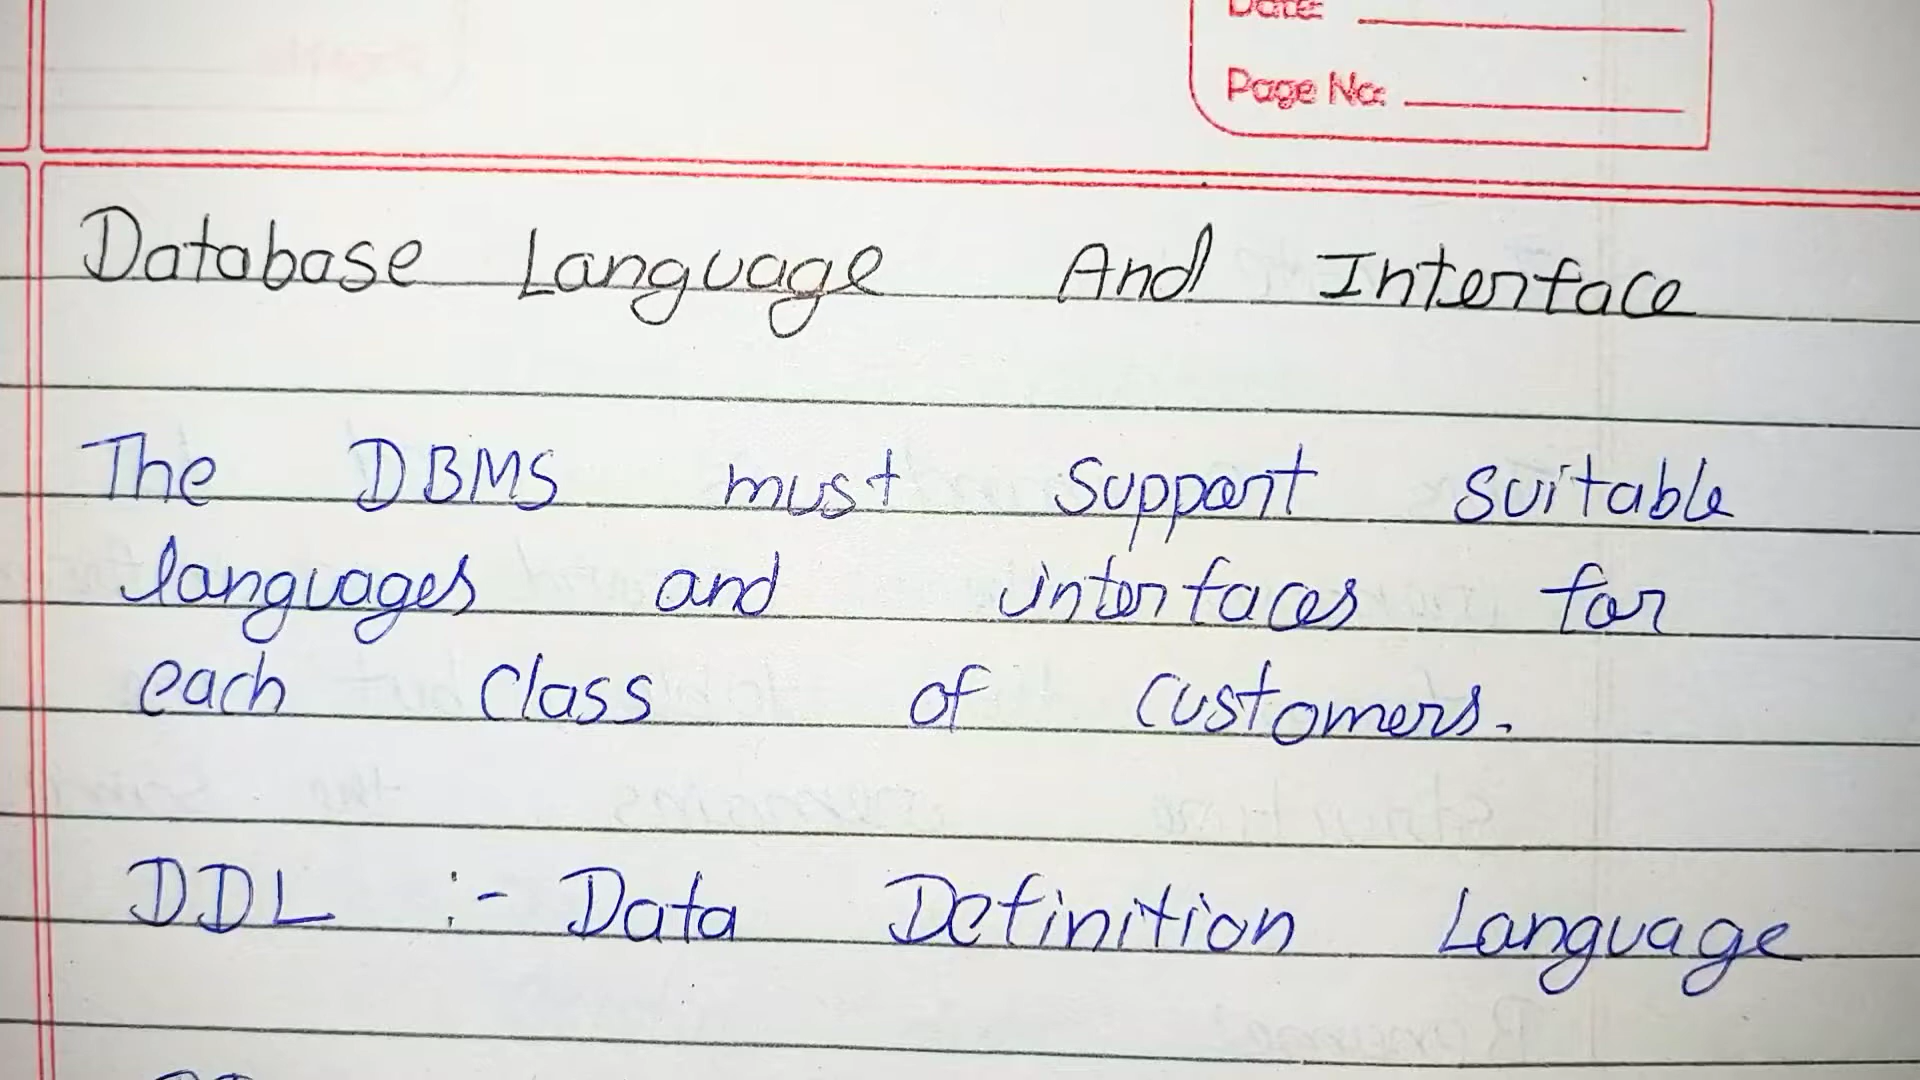 Date:
Page No:
Database Language And Interface
The DBMS must support suitable
languages and interfaces for
each class of customers.
DDL :- Data Definition Language